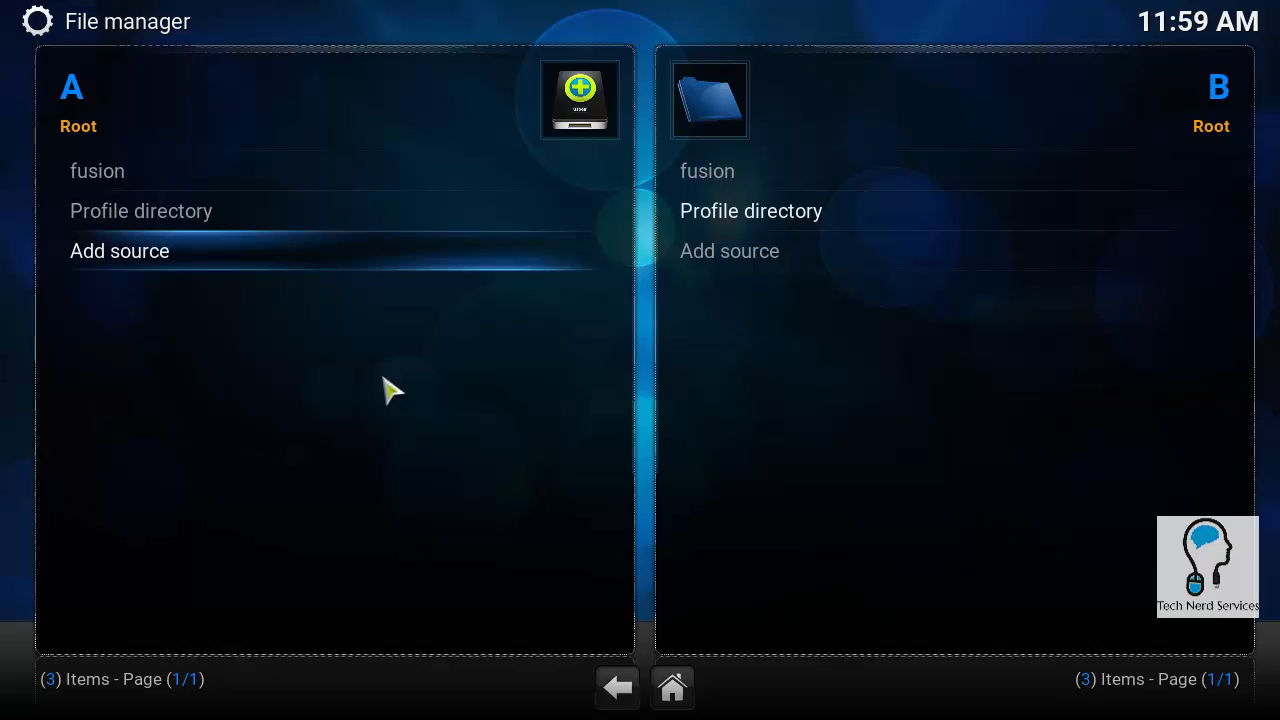 File manager
11:59 AM
A
Root
fusion
Profile directory
Add source
(3) Items - Page (1/1)
B
Root
fusion
Profile directory
Add source
Tech Nerd Services
(3) Items - Page (1/1)